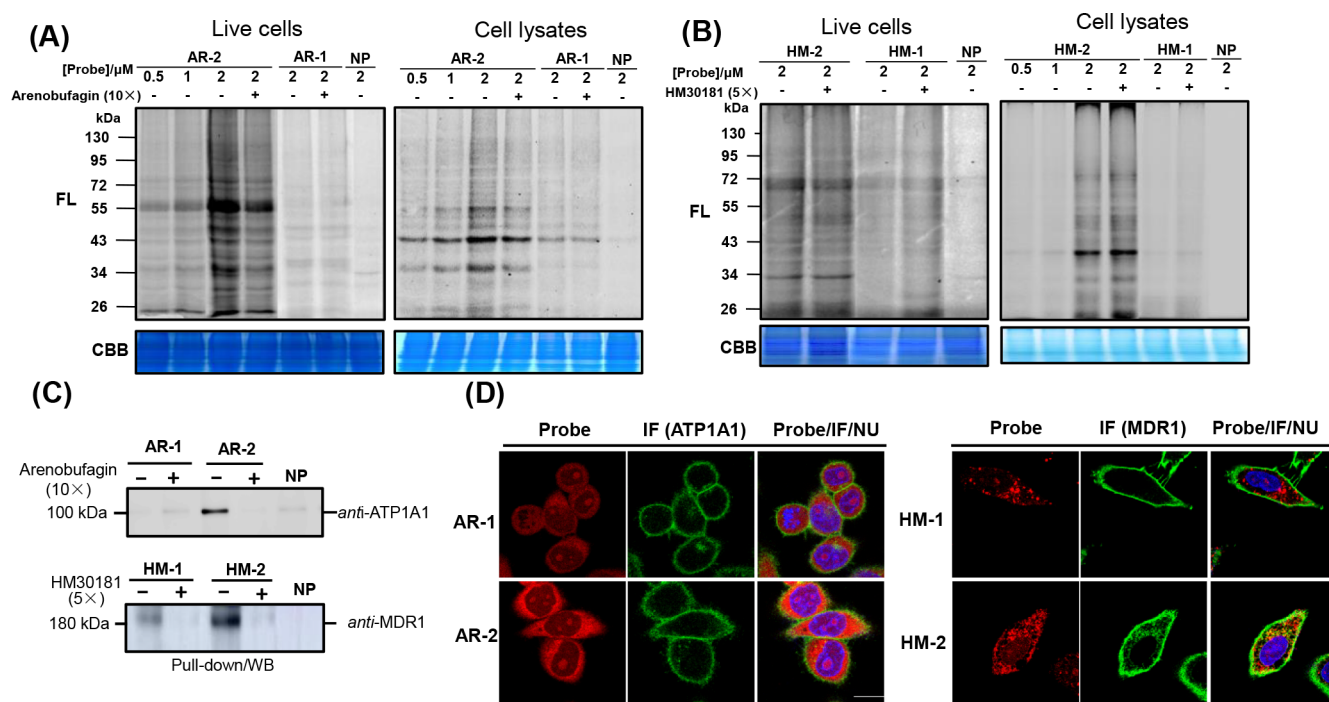 (A)
Live cells
Cell lysates
AR-2 AR-1 NP AR-2 AR-1 NP
[Probe]/μM 0.5 1 2 2 2 2 2 0.5 1 2 2 2 2 2
Arenobufagin (10×) - - - + - + - - - - + - + -
kDa
130
95
72
FL
55
43
34
26
CBB
(B)
Live cells
Cell lysates
HM-2 HM-1 NP HM-2 HM-1 NP
[Probe]/μM 2 2 2 2 2 0.5 1 2 2 2 2 2
HM30181 (5×) - + - + - - - - + - + -
kDa
130
95
72
FL
55
43
34
26
CBB
(C)
AR-1 AR-2
Arenobufagin (10×) − + − + NP
100 kDa anti-ATP1A1
HM-1 HM-2
HM30181 (5×) − + − + NP
180 kDa anti-MDR1
Pull-down/WB
(D)
Probe IF (ATP1A1) Probe/IF/NU
AR-1
AR-2
Probe IF (MDR1) Probe/IF/NU
HM-1
HM-2